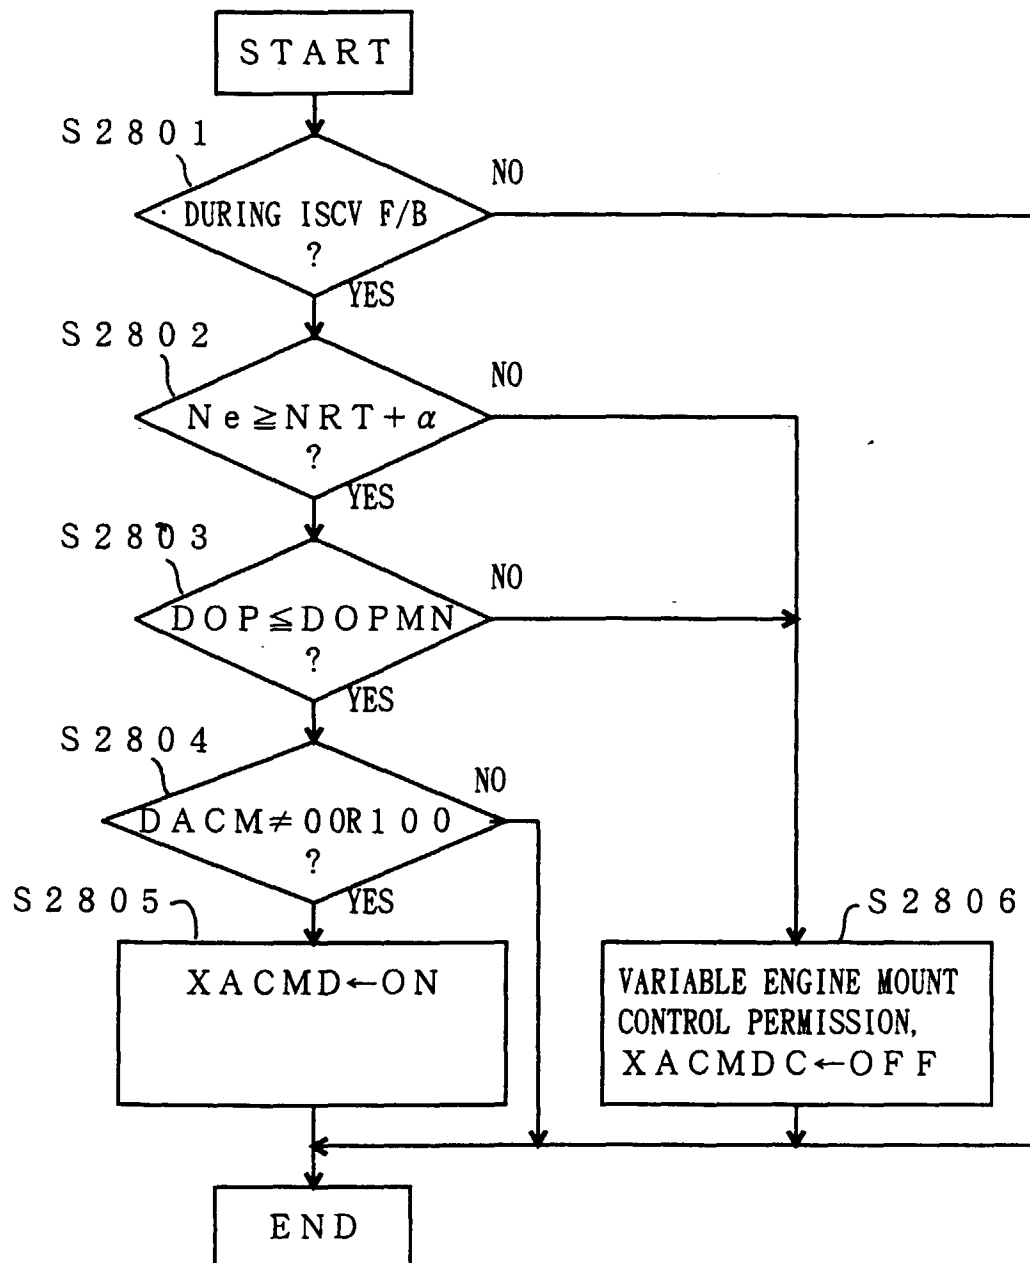 START
S2801
NO
DURING ISCV F/B
?
YES
S2802
NO
Ne≧NRT+α
?
YES
S2803
NO
DOP≦DOPMN
?
YES
S2804
NO
DACM≠00R100
?
YES
S2805
S2806
XACMD←ON
VARIABLE ENGINE MOUNT
CONTROL PERMISSION,
XACMDC←OFF
END